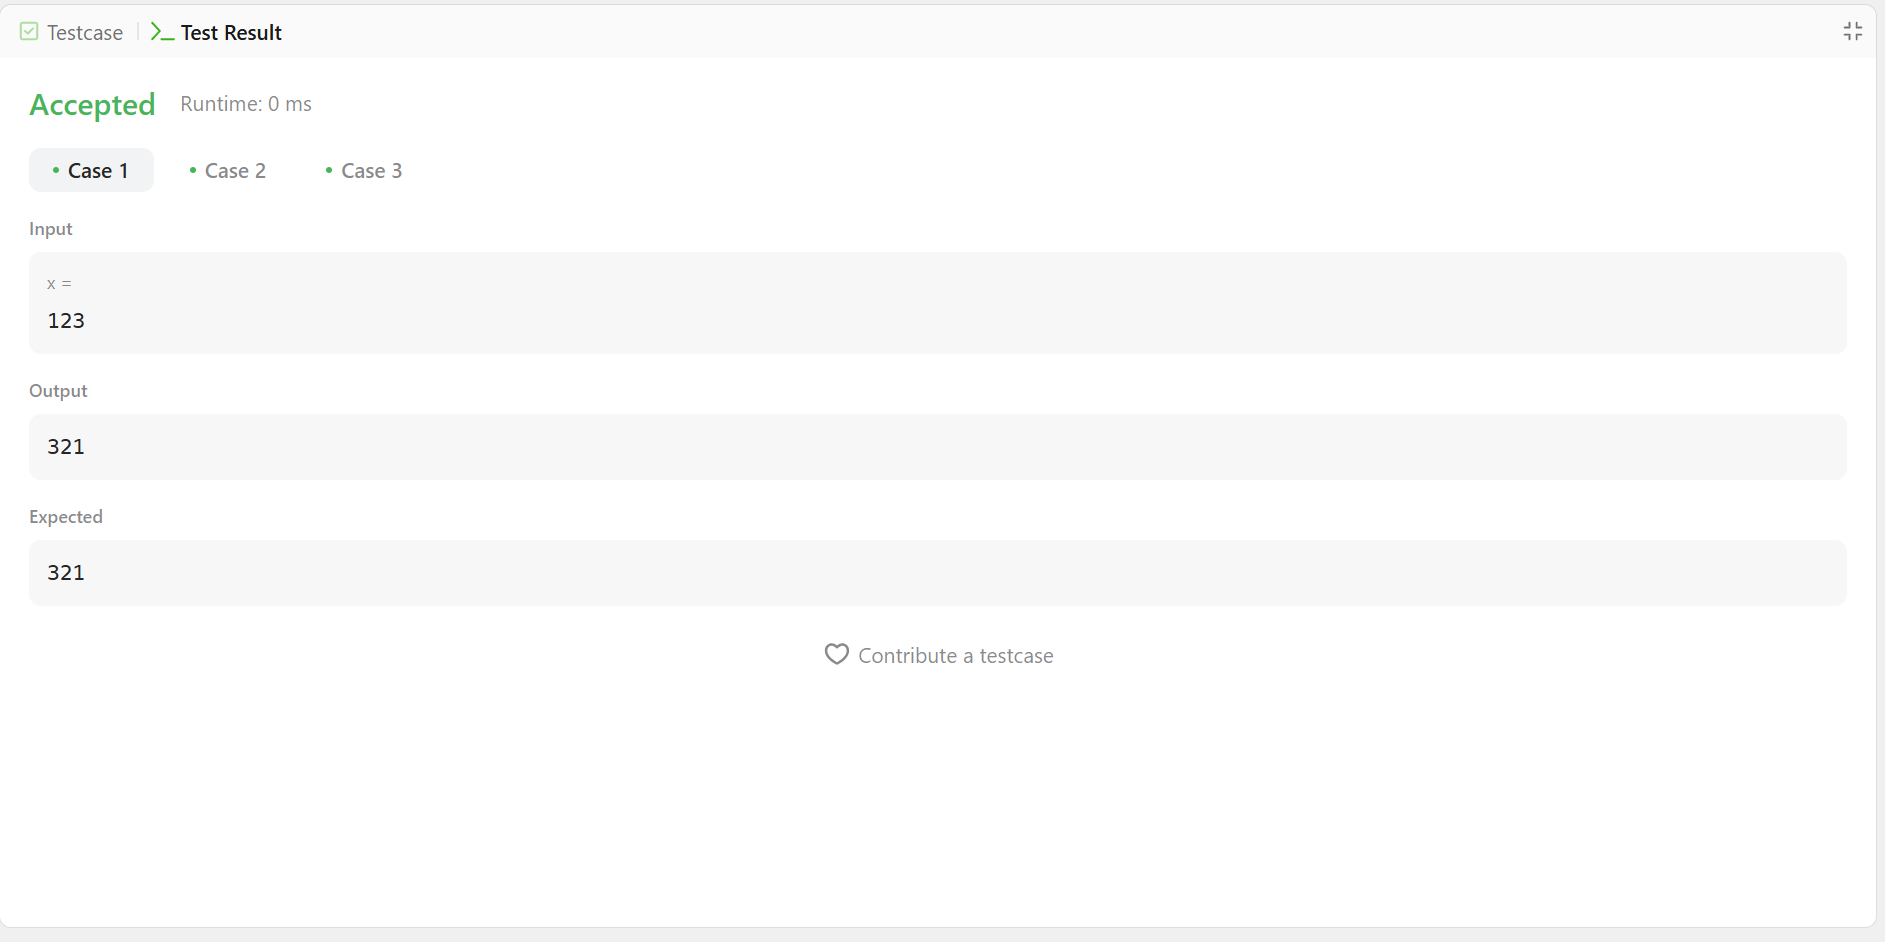 Testcase Test Result
Accepted Runtime: 0 ms
Case 1 Case 2 Case 3
Input
x =
123
Output
321
Expected
321
Contribute a testcase